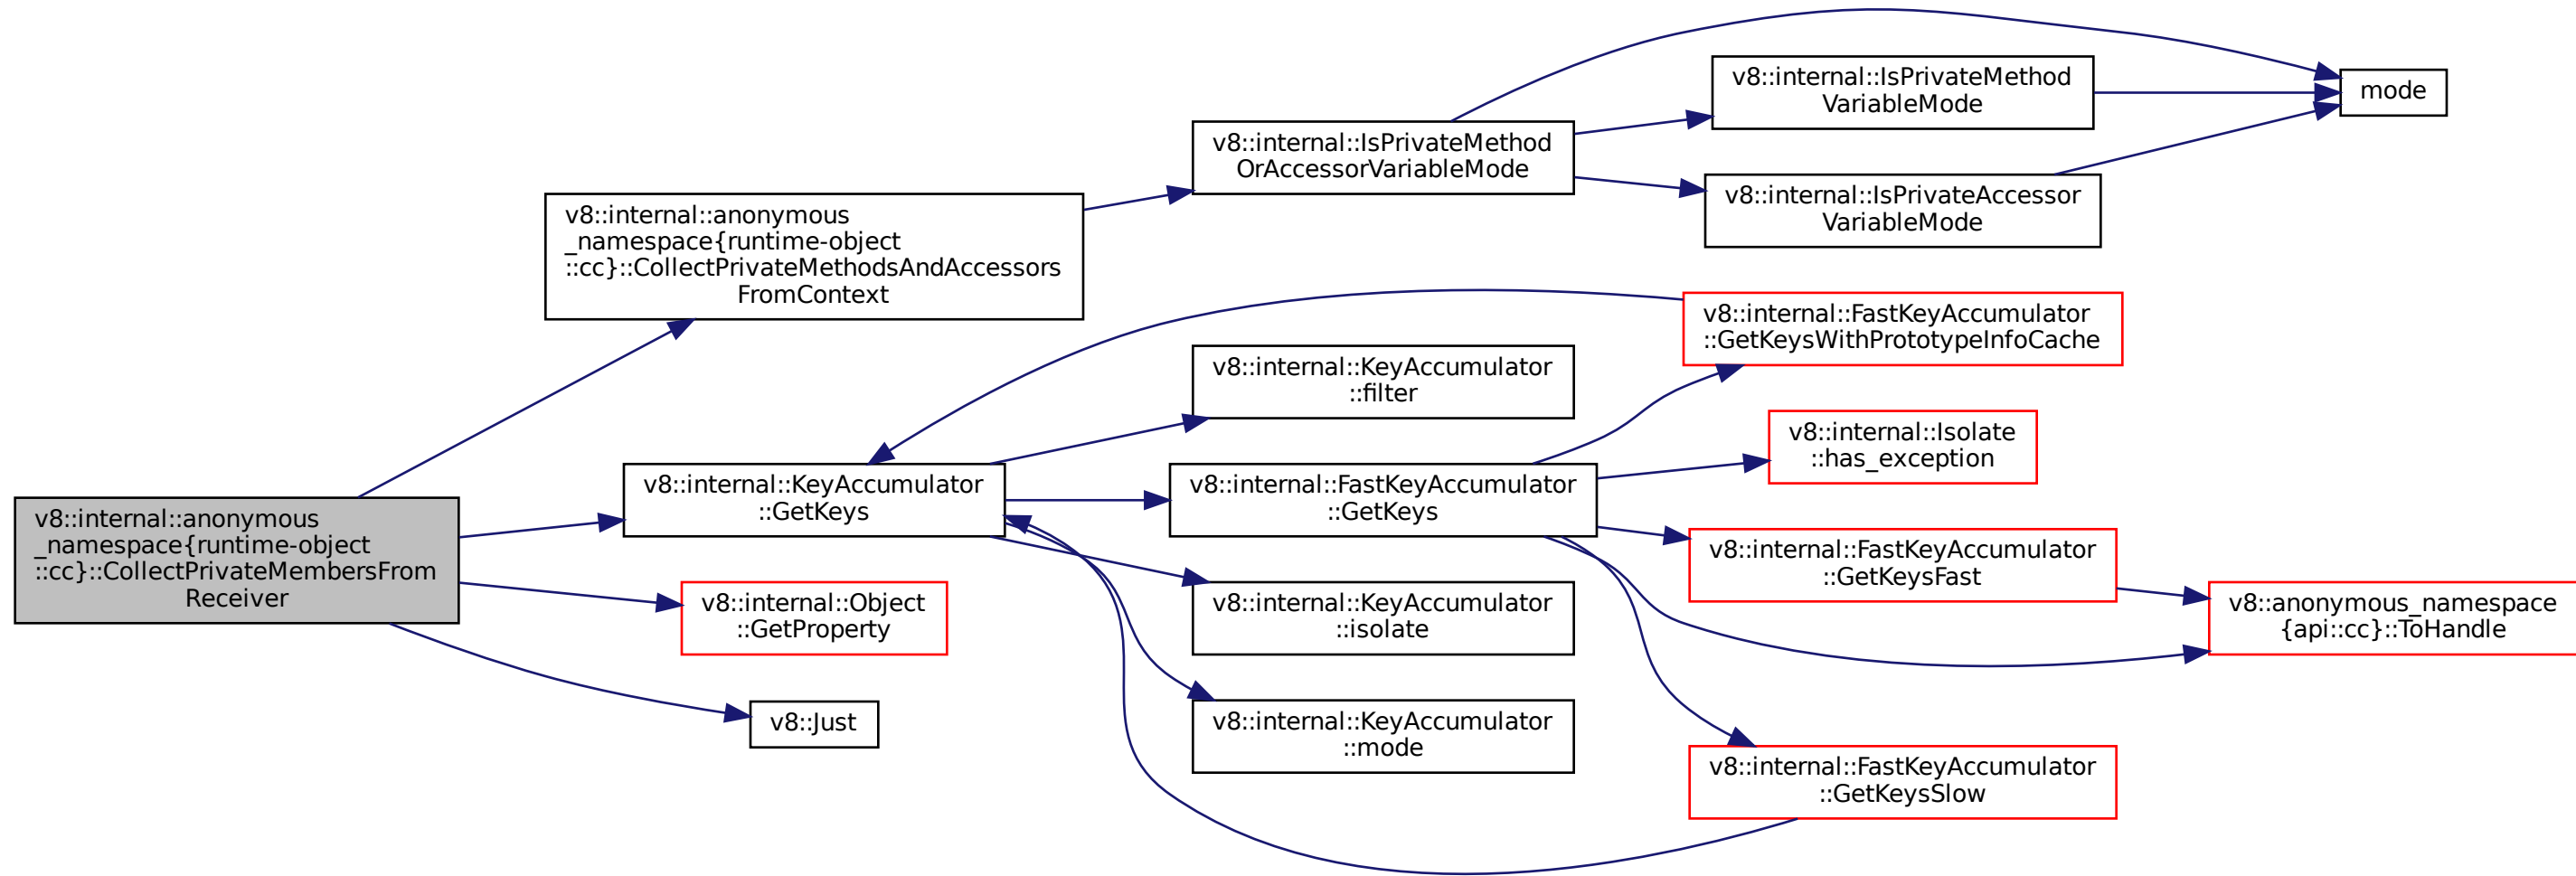 v8::internal::anonymous
_namespace{runtime-object
::cc}::CollectPrivateMembersFrom
Receiver
v8::internal::anonymous
_namespace{runtime-object
::cc}::CollectPrivateMethodsAndAccessors
FromContext
v8::internal::KeyAccumulator
::GetKeys
v8::internal::Object
::GetProperty
v8::Just
v8::internal::IsPrivateMethod
OrAccessorVariableMode
v8::internal::KeyAccumulator
::filter
v8::internal::FastKeyAccumulator
::GetKeys
v8::internal::KeyAccumulator
::isolate
v8::internal::KeyAccumulator
::mode
v8::internal::IsPrivateMethod
VariableMode
v8::internal::IsPrivateAccessor
VariableMode
v8::internal::FastKeyAccumulator
::GetKeysWithPrototypeInfoCache
v8::internal::Isolate
::has_exception
v8::internal::FastKeyAccumulator
::GetKeysFast
v8::internal::FastKeyAccumulator
::GetKeysSlow
mode
v8::anonymous_namespace
{api::cc}::ToHandle